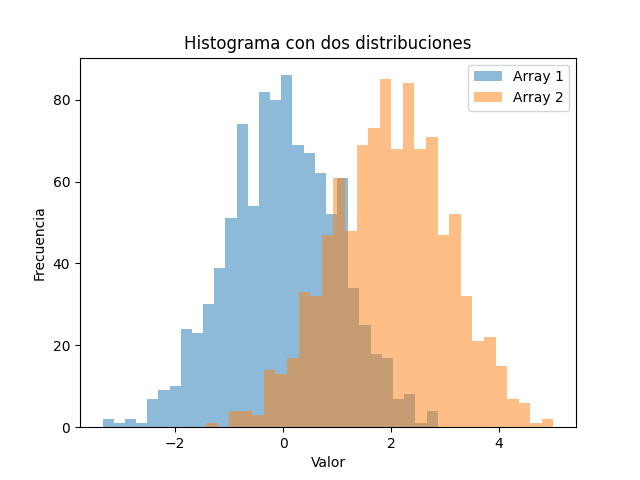 Histograma con dos distribuciones
Array 1
Array 2
80
60
40
20
0
Frecuencia
−2
0
2
4
Valor